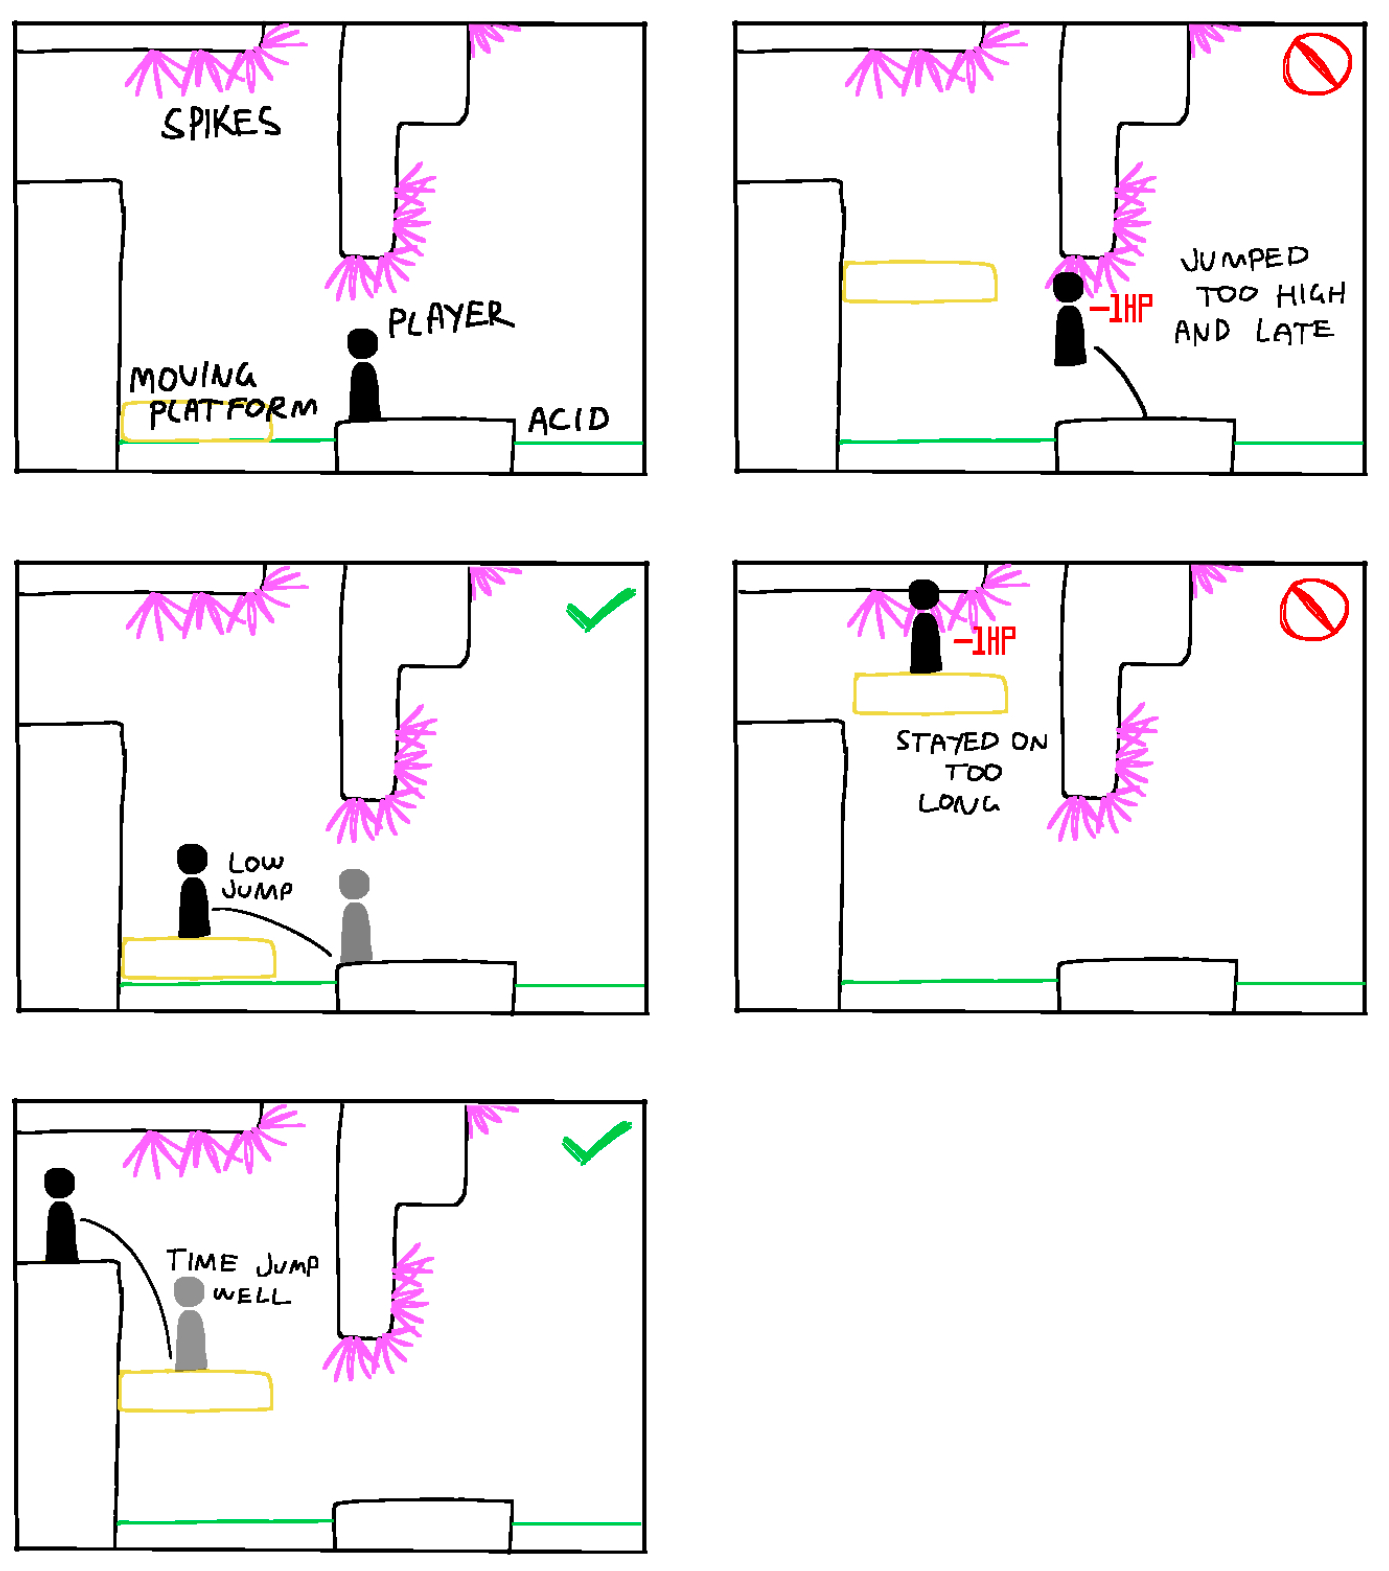 SPIKES
PLAYER
MOVING
PLATFORM
ACID
JUMPED
TOO HIGH
AND LATE
-1HP
LOW
JUMP
-1HP
STAYED ON
TOO
LONG
TIME JUMP
WELL